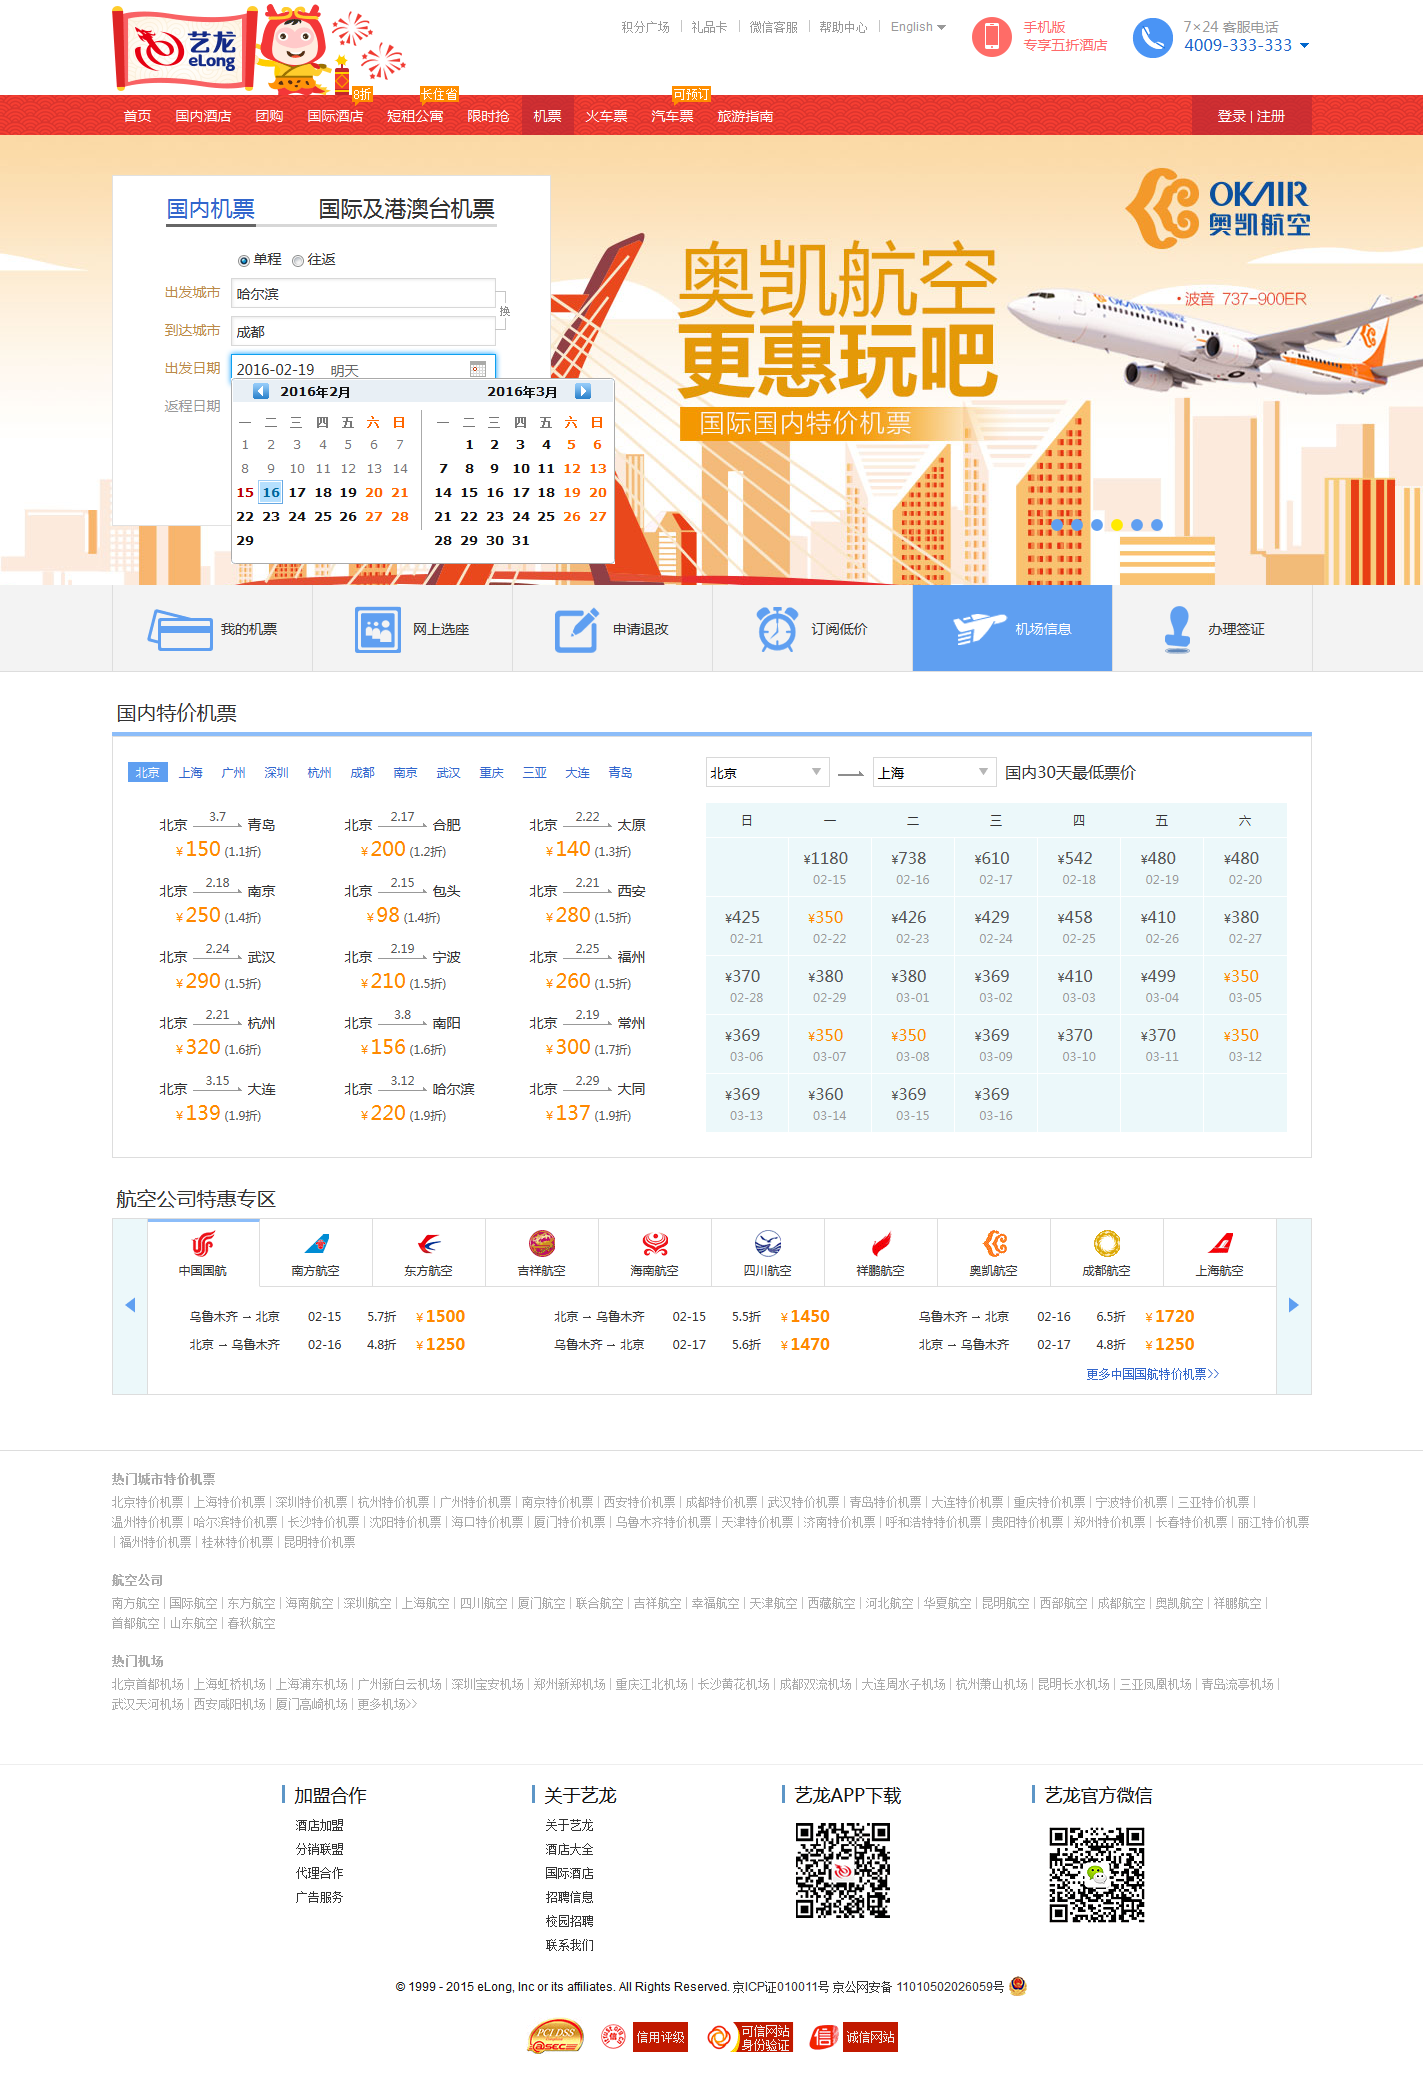 艺龙
eLong
积分广场 礼品卡 微信客服 帮助中心 English
手机版
专享五折酒店
7×24 客服电话
4009-333-333
8折 长住省 可预订
首页 国内酒店 团购 国际酒店 短租公寓 限时抢 机票 火车票 汽车票 旅游指南 登录 | 注册
国内机票 国际及港澳台机票
单程 往返
出发城市 哈尔滨
换
到达城市 成都
出发日期 2016-02-19 明天
返程日期
2016年2月 2016年3月
一 二 三 四 五 六 日 一 二 三 四 五 六 日
1 2 3 4 5 6 7 1 2 3 4 5 6
8 9 10 11 12 13 14 7 8 9 10 11 12 13
15 16 17 18 19 20 21 14 15 16 17 18 19 20
22 23 24 25 26 27 28 21 22 23 24 25 26 27
29 28 29 30 31
OKAIR
奥凯航空
奥凯航空
更惠玩吧
国际国内特价机票
·波音 737-900ER
OKAIR 奥凯航空
我的机票 网上选座 申请退改 订阅低价 机场信息 办理签证
国内特价机票
北京 上海 广州 深圳 杭州 成都 南京 武汉 重庆 三亚 大连 青岛
北京 3.7 青岛 北京 2.17 合肥 北京 2.22 太原
¥150 (1.1折) ¥200 (1.2折) ¥140 (1.3折)
北京 2.18 南京 北京 2.15 包头 北京 2.21 西安
¥250 (1.4折) ¥98 (1.4折) ¥280 (1.5折)
北京 2.24 武汉 北京 2.19 宁波 北京 2.25 福州
¥290 (1.5折) ¥210 (1.5折) ¥260 (1.5折)
北京 2.21 杭州 北京 3.8 南阳 北京 2.19 常州
¥320 (1.6折) ¥156 (1.6折) ¥300 (1.7折)
北京 3.15 大连 北京 3.12 哈尔滨 北京 2.29 大同
¥139 (1.9折) ¥220 (1.9折) ¥137 (1.9折)
北京 上海 国内30天最低票价
日 一 二 三 四 五 六
¥1180 ¥738 ¥610 ¥542 ¥480 ¥480
02-15 02-16 02-17 02-18 02-19 02-20
¥425 ¥350 ¥426 ¥429 ¥458 ¥410 ¥380
02-21 02-22 02-23 02-24 02-25 02-26 02-27
¥370 ¥380 ¥380 ¥369 ¥410 ¥499 ¥350
02-28 02-29 03-01 03-02 03-03 03-04 03-05
¥369 ¥350 ¥350 ¥369 ¥370 ¥370 ¥350
03-06 03-07 03-08 03-09 03-10 03-11 03-12
¥369 ¥360 ¥369 ¥369
03-13 03-14 03-15 03-16
航空公司特惠专区
中国国航 南方航空 东方航空 吉祥航空 海南航空 四川航空 祥鹏航空 奥凯航空 成都航空 上海航空
乌鲁木齐 → 北京 02-15 5.7折 ¥1500 北京 → 乌鲁木齐 02-15 5.5折 ¥1450 乌鲁木齐 → 北京 02-16 6.5折 ¥1720
北京 → 乌鲁木齐 02-16 4.8折 ¥1250 乌鲁木齐 → 北京 02-17 5.6折 ¥1470 北京 → 乌鲁木齐 02-17 4.8折 ¥1250
更多中国国航特价机票>>
热门城市特价机票
北京特价机票 | 上海特价机票 | 深圳特价机票 | 杭州特价机票 | 广州特价机票 | 南京特价机票 | 西安特价机票 | 成都特价机票 | 武汉特价机票 | 青岛特价机票 | 大连特价机票 | 重庆特价机票 | 宁波特价机票 | 三亚特价机票 |
温州特价机票 | 哈尔滨特价机票 | 长沙特价机票 | 沈阳特价机票 | 海口特价机票 | 厦门特价机票 | 乌鲁木齐特价机票 | 天津特价机票 | 济南特价机票 | 呼和浩特特价机票 | 贵阳特价机票 | 郑州特价机票 | 长春特价机票 | 丽江特价机票
| 福州特价机票 | 桂林特价机票 | 昆明特价机票
航空公司
南方航空 | 国际航空 | 东方航空 | 海南航空 | 深圳航空 | 上海航空 | 四川航空 | 厦门航空 | 联合航空 | 吉祥航空 | 幸福航空 | 天津航空 | 西藏航空 | 河北航空 | 华夏航空 | 昆明航空 | 西部航空 | 成都航空 | 奥凯航空 | 祥鹏航空 |
首都航空 | 山东航空 | 春秋航空
热门机场
北京首都机场 | 上海虹桥机场 | 上海浦东机场 | 广州新白云机场 | 深圳宝安机场 | 郑州新郑机场 | 重庆江北机场 | 长沙黄花机场 | 成都双流机场 | 大连周水子机场 | 杭州萧山机场 | 昆明长水机场 | 三亚凤凰机场 | 青岛流亭机场 |
武汉天河机场 | 西安咸阳机场 | 厦门高崎机场 | 更多机场>>
加盟合作 关于艺龙 艺龙APP下载 艺龙官方微信
酒店加盟 关于艺龙
分销联盟 酒店大全
代理合作 国际酒店
广告服务 招聘信息
校园招聘
联系我们
© 1999 - 2015 eLong, Inc or its affiliates. All Rights Reserved. 京ICP证010011号 京公网安备 11010502026059号
PCI DSS
@SEC
信用评级
可信网站
身份验证
信 诚信网站